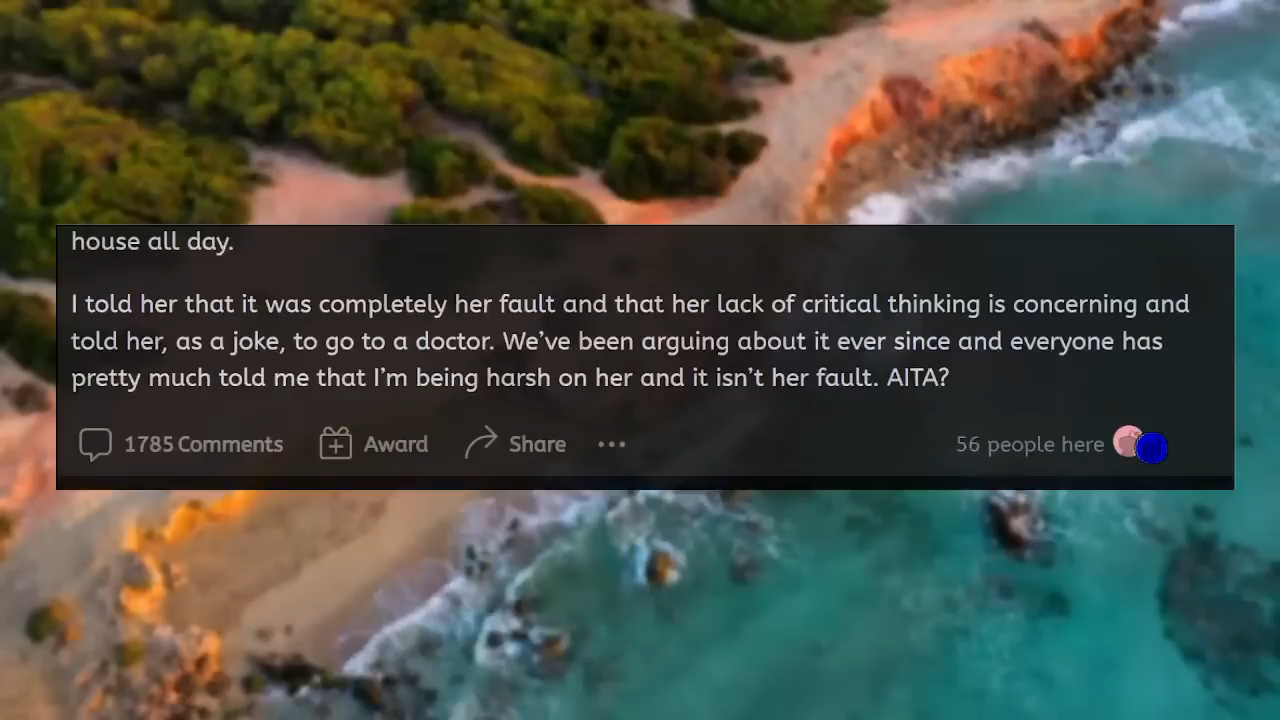 house all day.
I told her that it was completely her fault and that her lack of critical thinking is concerning and
told her, as a joke, to go to a doctor. We’ve been arguing about it ever since and everyone has
pretty much told me that I’m being harsh on her and it isn’t her fault. AITA?
1785 Comments Award Share ••• 56 people here